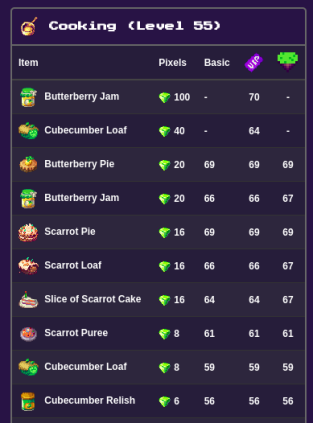 Cooking (Level 55)
Item Pixels Basic VIP
Butterberry Jam 100 - 70 -
Cubecumber Loaf 40 - 64 -
Butterberry Pie 20 69 69 69
Butterberry Jam 20 66 66 67
Scarrot Pie 16 69 69 69
Scarrot Loaf 16 66 66 67
Slice of Scarrot Cake 16 64 64 67
Scarrot Puree 8 61 61 61
Cubecumber Loaf 8 59 59 59
Cubecumber Relish 6 56 56 56